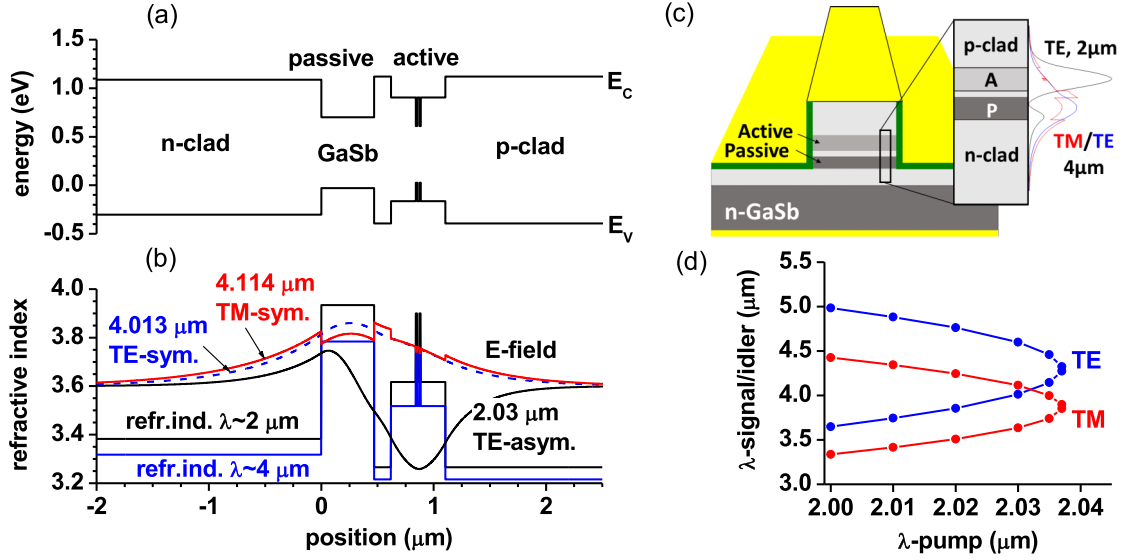 (a)
1.5
1.0
0.5
0.0
-0.5
energy (eV)
passive
active
E_C
n-clad
GaSb
p-clad
E_V
(b)
4.0
3.8
3.6
3.4
3.2
refractive index
4.114 μm
TM-sym.
4.013 μm
TE-sym.
E-field
refr.ind. λ~2 μm
2.03 μm
TE-asym.
refr.ind. λ~4 μm
-2
-1
0
1
2
position (μm)
(c)
Active
Passive
n-GaSb
p-clad
A
P
n-clad
TE, 2μm
TM/TE
4μm
(d)
5.5
5.0
4.5
4.0
3.5
3.0
λ-signal/idler (μm)
TE
TM
2.00
2.01
2.02
2.03
2.04
λ-pump (μm)